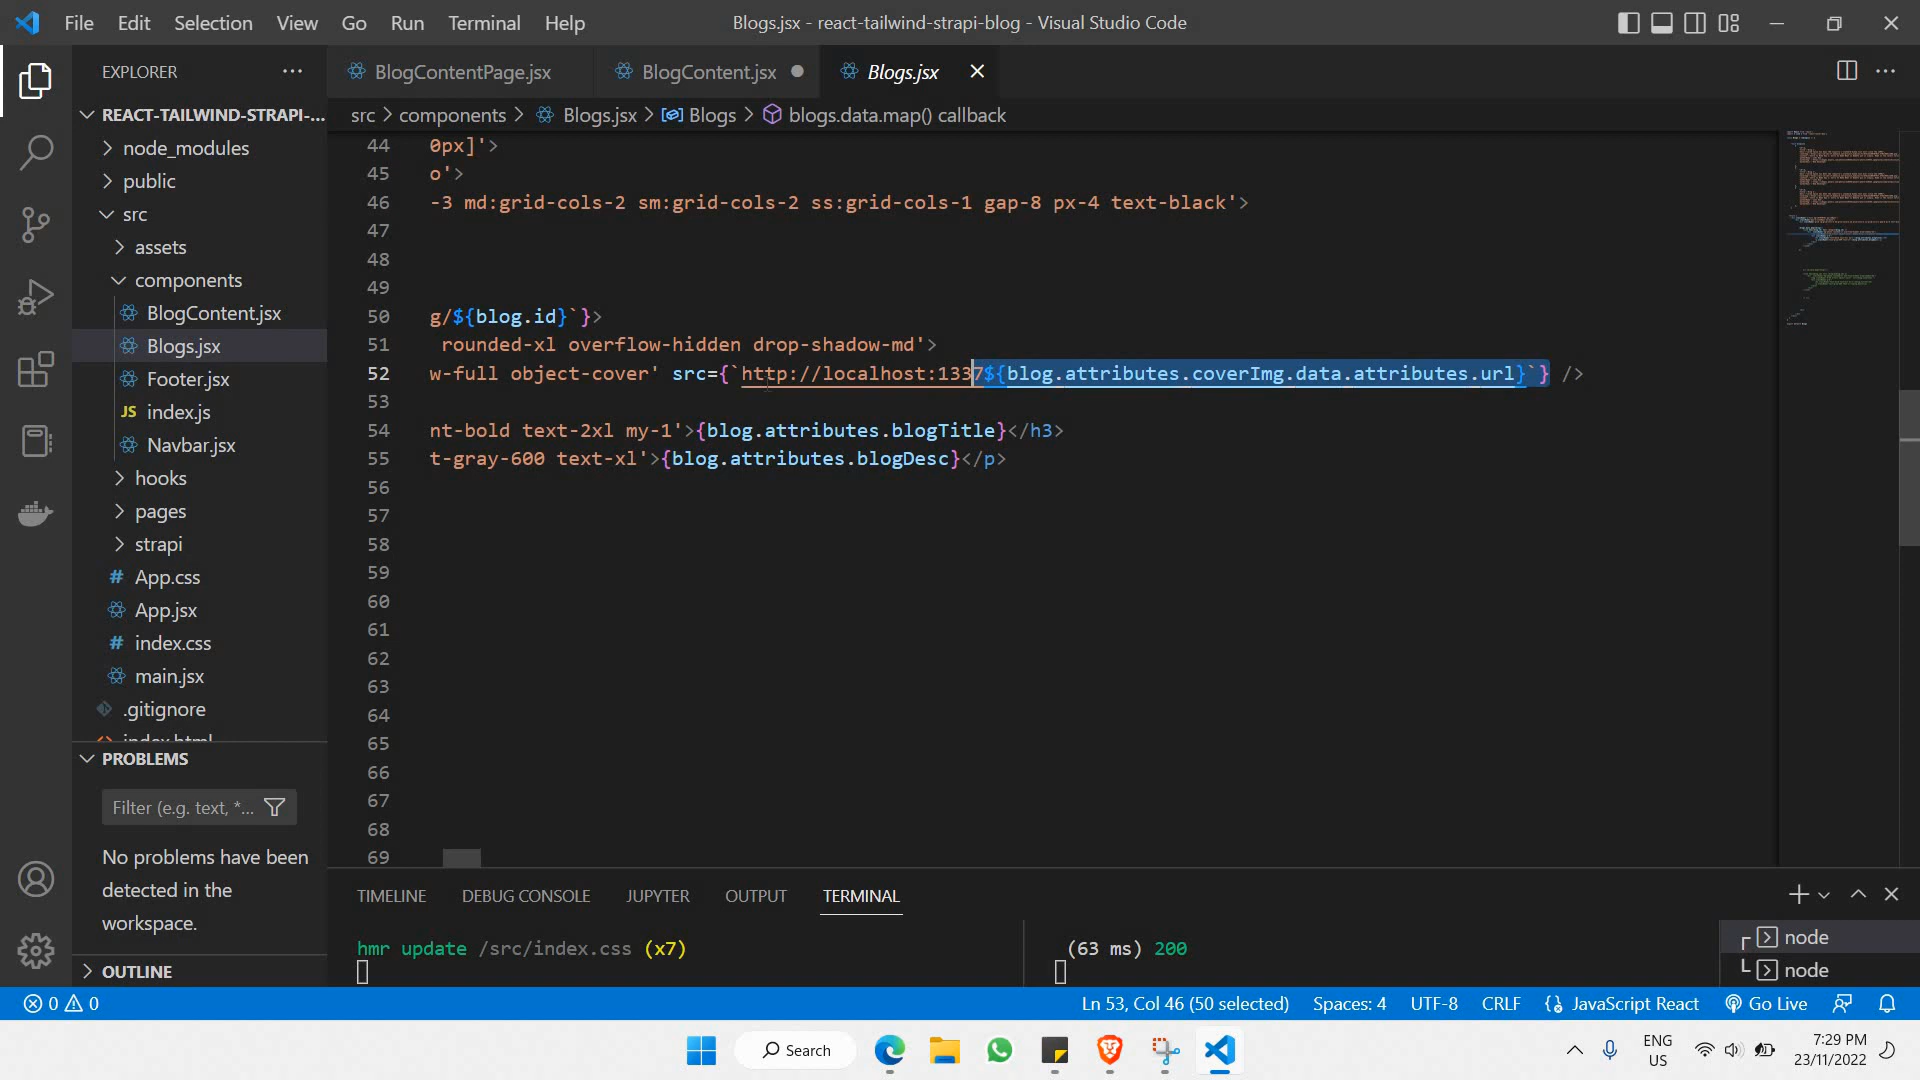 File Edit Selection View Go Run Terminal Help
Blogs.jsx - react-tailwind-strapi-blog - Visual Studio Code
EXPLORER
REACT-TAILWIND-STRAPI-...
node_modules
public
src
assets
components
BlogContent.jsx
Blogs.jsx
Footer.jsx
JS index.js
Navbar.jsx
hooks
pages
strapi
# App.css
App.jsx
# index.css
main.jsx
.gitignore
<> index.html
PROBLEMS
Filter (e.g. text, *...
No problems have been
detected in the
workspace.
OUTLINE
BlogContentPage.jsx BlogContent.jsx Blogs.jsx
src > components > Blogs.jsx > Blogs > blogs.data.map() callback
44 0px]'>
45 o'>
46 -3 md:grid-cols-2 sm:grid-cols-2 ss:grid-cols-1 gap-8 px-4 text-black'>
47
48
49
50 g/${blog.id}`}>
51 rounded-xl overflow-hidden drop-shadow-md'>
52 w-full object-cover' src={`http://localhost:1337${blog.attributes.coverImg.data.attributes.url}`} />
53
54 nt-bold text-2xl my-1'>{blog.attributes.blogTitle}</h3>
55 t-gray-600 text-xl'>{blog.attributes.blogDesc}</p>
56
57
58
59
60
61
62
63
64
65
66
67
68
69
TIMELINE DEBUG CONSOLE JUPYTER OUTPUT TERMINAL
hmr update /src/index.css (x7)
(63 ms) 200
node
node
0 0
Ln 53, Col 46 (50 selected) Spaces: 4 UTF-8 CRLF JavaScript React Go Live
Search
ENG
US
7:29 PM
23/11/2022